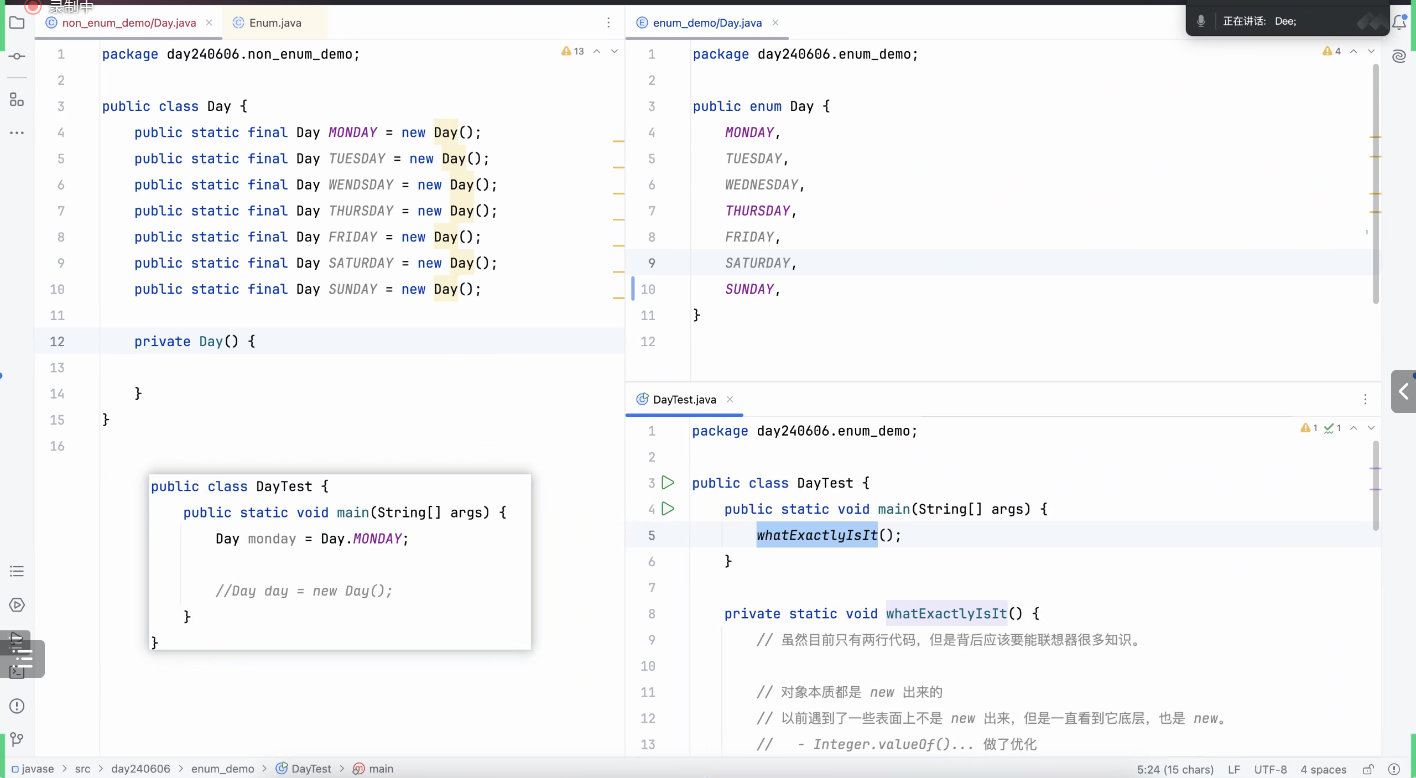 录制中
正在讲话: Dee;
non_enum_demo/Day.java
Enum.java
13
1 package day240606.non_enum_demo;
2
3 public class Day {
4 public static final Day MONDAY = new Day();
5 public static final Day TUESDAY = new Day();
6 public static final Day WENDSDAY = new Day();
7 public static final Day THURSDAY = new Day();
8 public static final Day FRIDAY = new Day();
9 public static final Day SATURDAY = new Day();
10 public static final Day SUNDAY = new Day();
11
12 private Day() {
13
14 }
15 }
16
public class DayTest {
public static void main(String[] args) {
Day monday = Day.MONDAY;
//Day day = new Day();
}
}
enum_demo/Day.java
4
1 package day240606.enum_demo;
2
3 public enum Day {
4 MONDAY,
5 TUESDAY,
6 WEDNESDAY,
7 THURSDAY,
8 FRIDAY,
9 SATURDAY,
10 SUNDAY,
11 }
12
DayTest.java
1 1
1 package day240606.enum_demo;
2
3 public class DayTest {
4 public static void main(String[] args) {
5 whatExactlyIsIt();
6 }
7
8 private static void whatExactlyIsIt() {
9 // 虽然目前只有两行代码，但是背后应该要能联想器很多知识。
10
11 // 对象本质都是 new 出来的
12 // 以前遇到了一些表面上不是 new 出来，但是一直看到它底层，也是 new。
13 // - Integer.valueOf()... 做了优化
javase > src > day240606 > enum_demo > DayTest > main
5:24 (15 chars) LF UTF-8 4 spaces